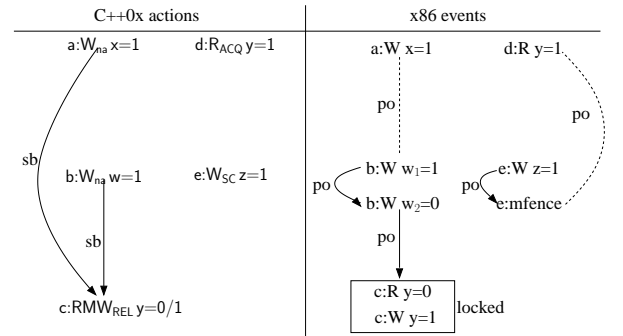 C++0x actions x86 events
a:W_na x=1 d:R_ACQ y=1 a:W x=1 d:R y=1
po po
sb
b:W_na w=1 e:W_SC z=1 b:W w_1=1 e:W z=1
po po
b:W w_2=0 e:mfence
sb po
c:RMW_REL y=0/1 c:R y=0 locked
c:W y=1